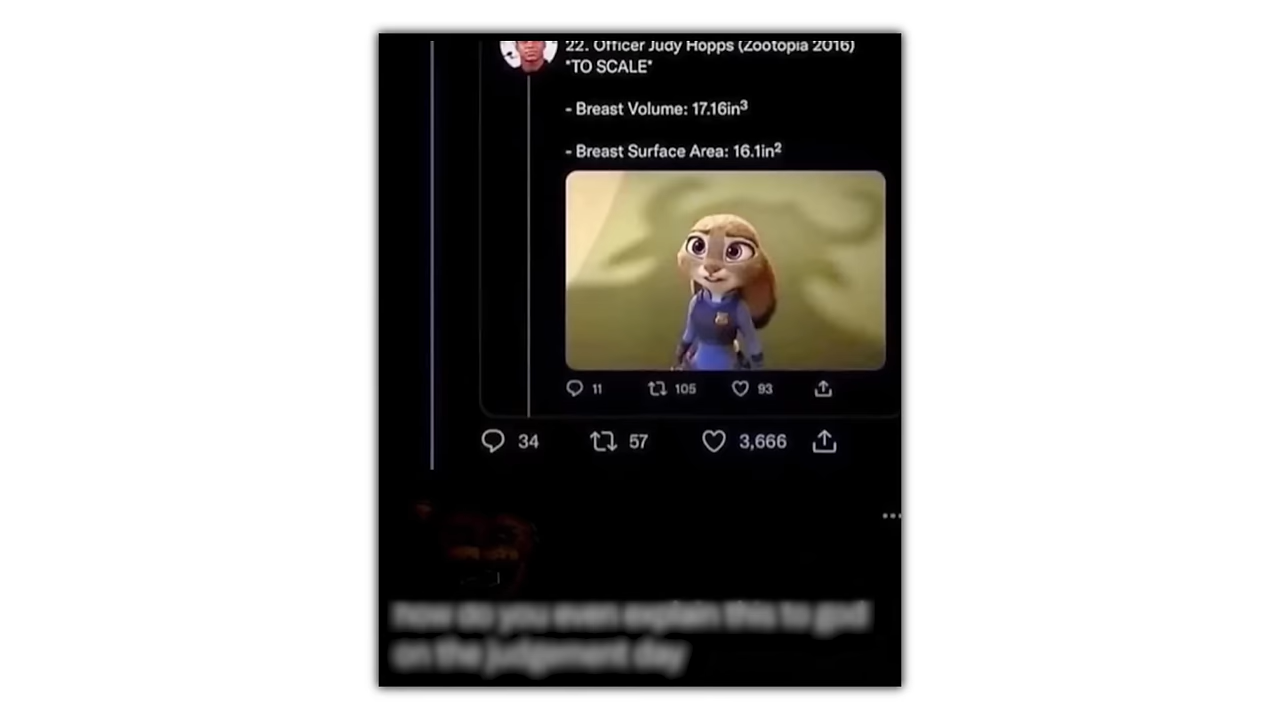 22. Officer Judy Hopps (Zootopia 2016)
*TO SCALE*
- Breast Volume: 17.16in³
- Breast Surface Area: 16.1in²
11 105 93
34 57 3,666
how do you even explain this to god
on the judgement day